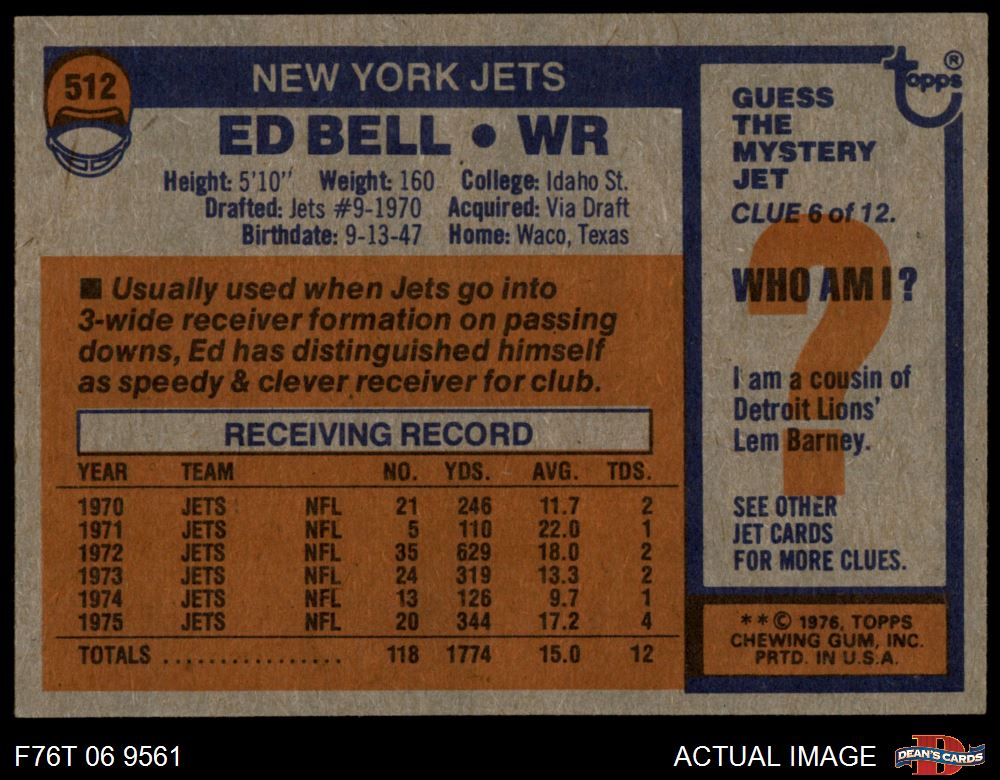 512
NEW YORK JETS
ED BELL • WR
Height: 5'10" Weight: 160 College: Idaho St.
Drafted: Jets #9-1970 Acquired: Via Draft
Birthdate: 9-13-47 Home: Waco, Texas
■ Usually used when Jets go into
3-wide receiver formation on passing
downs, Ed has distinguished himself
as speedy & clever receiver for club.
RECEIVING RECORD
YEAR TEAM NO. YDS. AVG. TDS.
1970 JETS NFL 21 246 11.7 2
1971 JETS NFL 5 110 22.0 1
1972 JETS NFL 35 629 18.0 2
1973 JETS NFL 24 319 13.3 2
1974 JETS NFL 13 126 9.7 1
1975 JETS NFL 20 344 17.2 4
TOTALS ................ 118 1774 15.0 12
Topps ®
GUESS
THE
MYSTERY
JET
CLUE 6 of 12.
WHO AM I?
I am a cousin of
Detroit Lions'
Lem Barney.
SEE OTHER
JET CARDS
FOR MORE CLUES.
**© 1976, TOPPS
CHEWING GUM, INC.
PRTD. IN U.S.A.
F76T 06 9561
ACTUAL IMAGE
D
DEAN'S CARDS